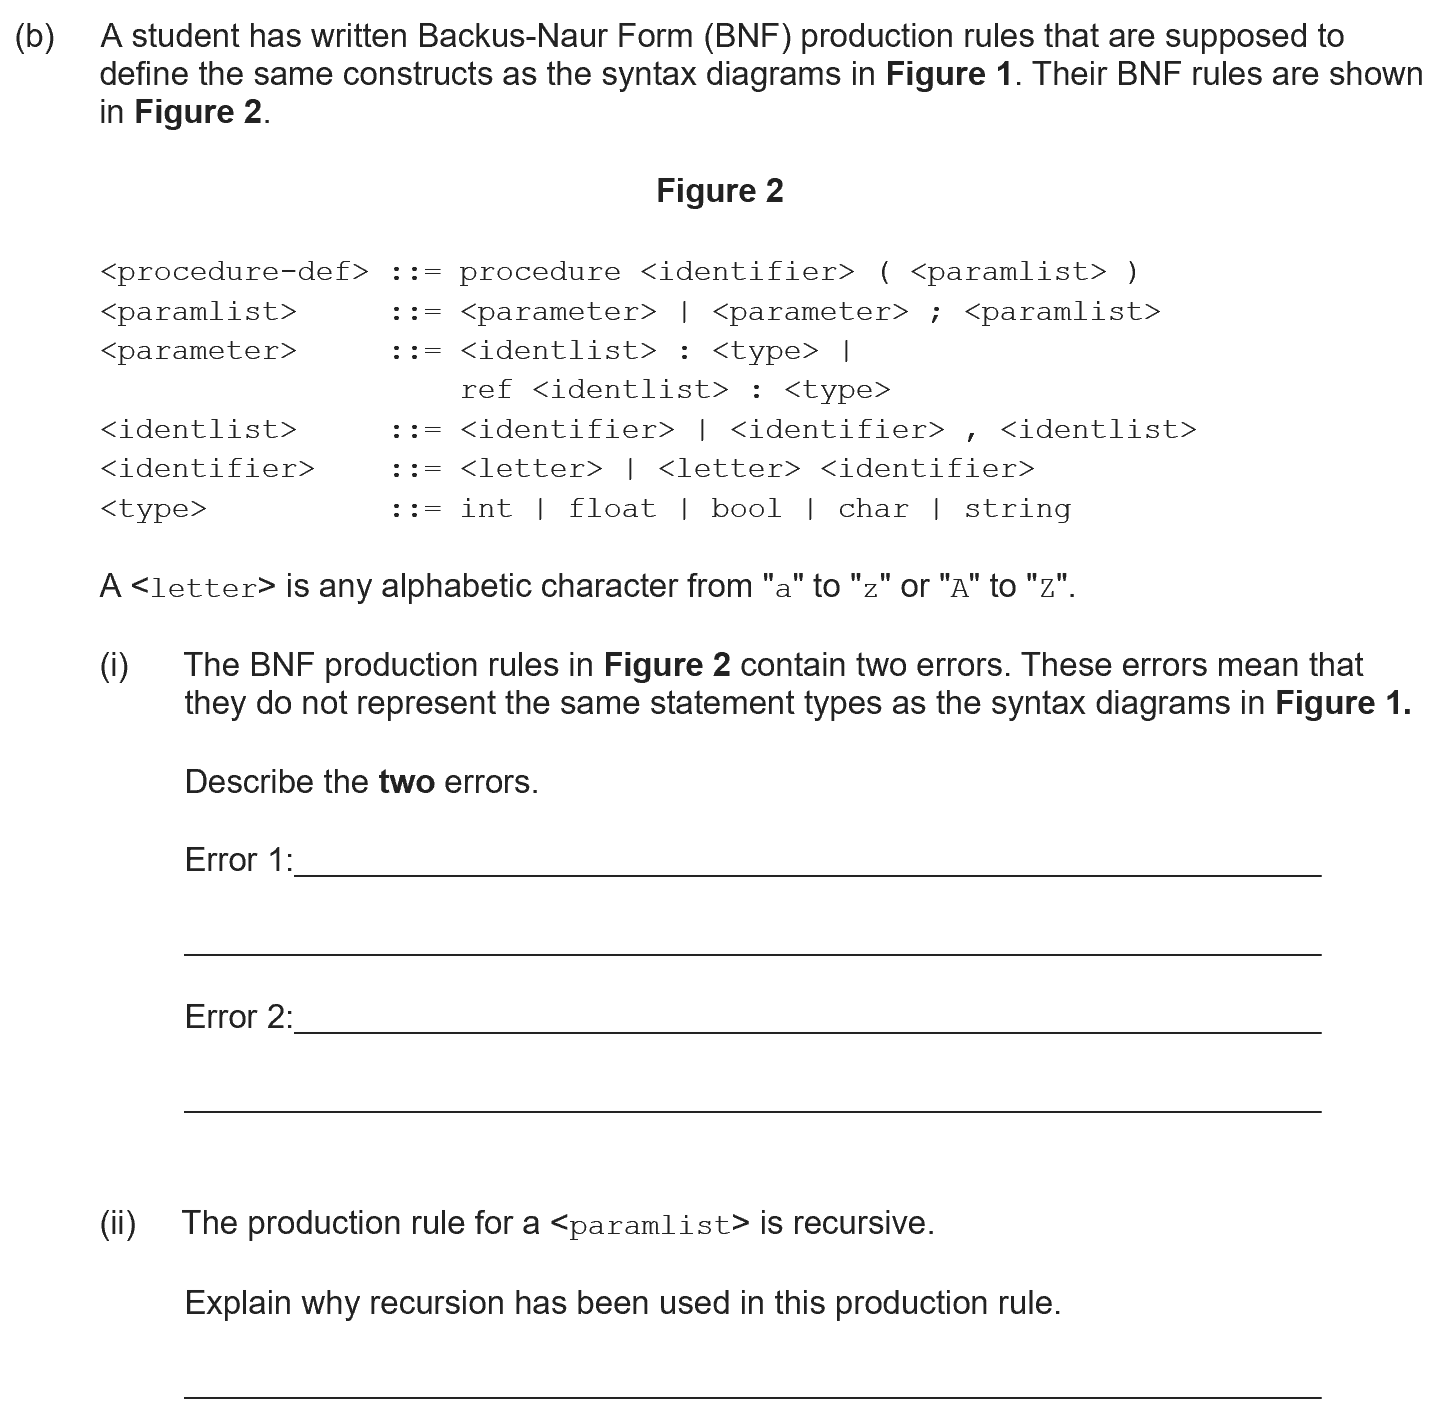 (b) A student has written Backus-Naur Form (BNF) production rules that are supposed to
define the same constructs as the syntax diagrams in Figure 1. Their BNF rules are shown
in Figure 2.
Figure 2
<procedure-def> ::= procedure <identifier> ( <paramlist> )
<paramlist> ::= <parameter> | <parameter> ; <paramlist>
<parameter> ::= <identlist> : <type> |
ref <identlist> : <type>
<identlist> ::= <identifier> | <identifier> , <identlist>
<identifier> ::= <letter> | <letter> <identifier>
<type> ::= int | float | bool | char | string
A <letter> is any alphabetic character from "a" to "z" or "A" to "Z".
(i) The BNF production rules in Figure 2 contain two errors. These errors mean that
they do not represent the same statement types as the syntax diagrams in Figure 1.
Describe the two errors.
Error 1:
Error 2:
(ii) The production rule for a <paramlist> is recursive.
Explain why recursion has been used in this production rule.